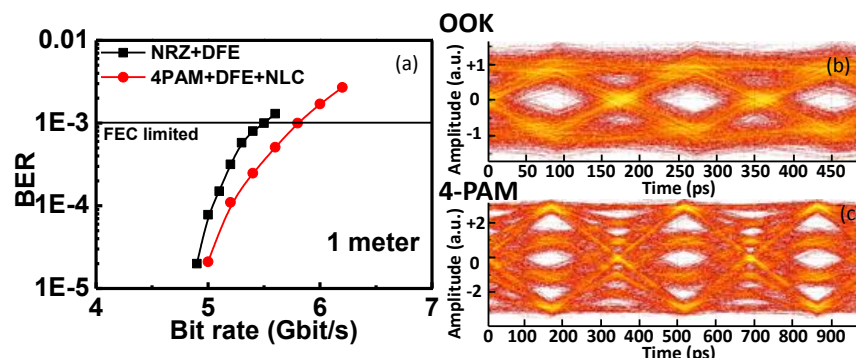 0.01
1E-3
1E-4
1E-5
BER
NRZ+DFE
4PAM+DFE+NLC
(a)
FEC limited
1 meter
4 5 6 7
Bit rate (Gbit/s)
OOK
Amplitude (a.u.)
+1
0
-1
(b)
0 50 100 150 200 250 300 350 400 450
Time (ps)
4-PAM
Amplitude (a.u.)
+2
0
-2
(c
0 100 200 300 400 500 600 700 800 900
Time (ps)